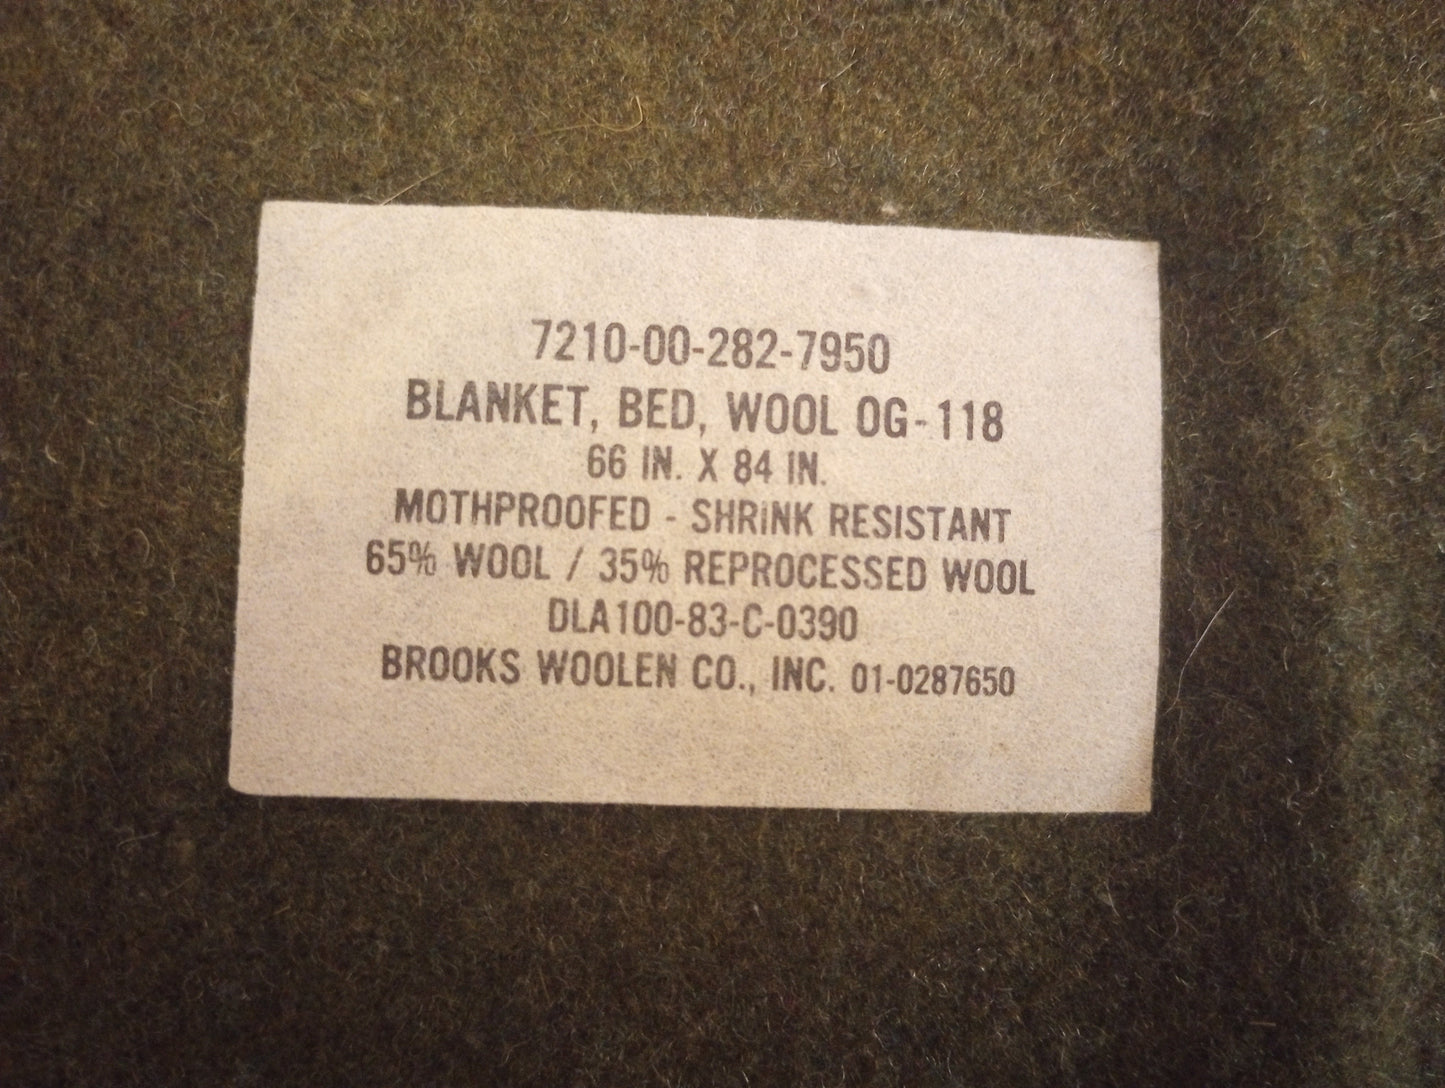 7210-00-282-7950
BLANKET, BED, WOOL OG-118
66 IN. X 84 IN.
MOTHPROOFED - SHRINK RESISTANT
65% WOOL / 35% REPROCESSED WOOL
DLA100-83-C-0390
BROOKS WOOLEN CO., INC. 01-0287650